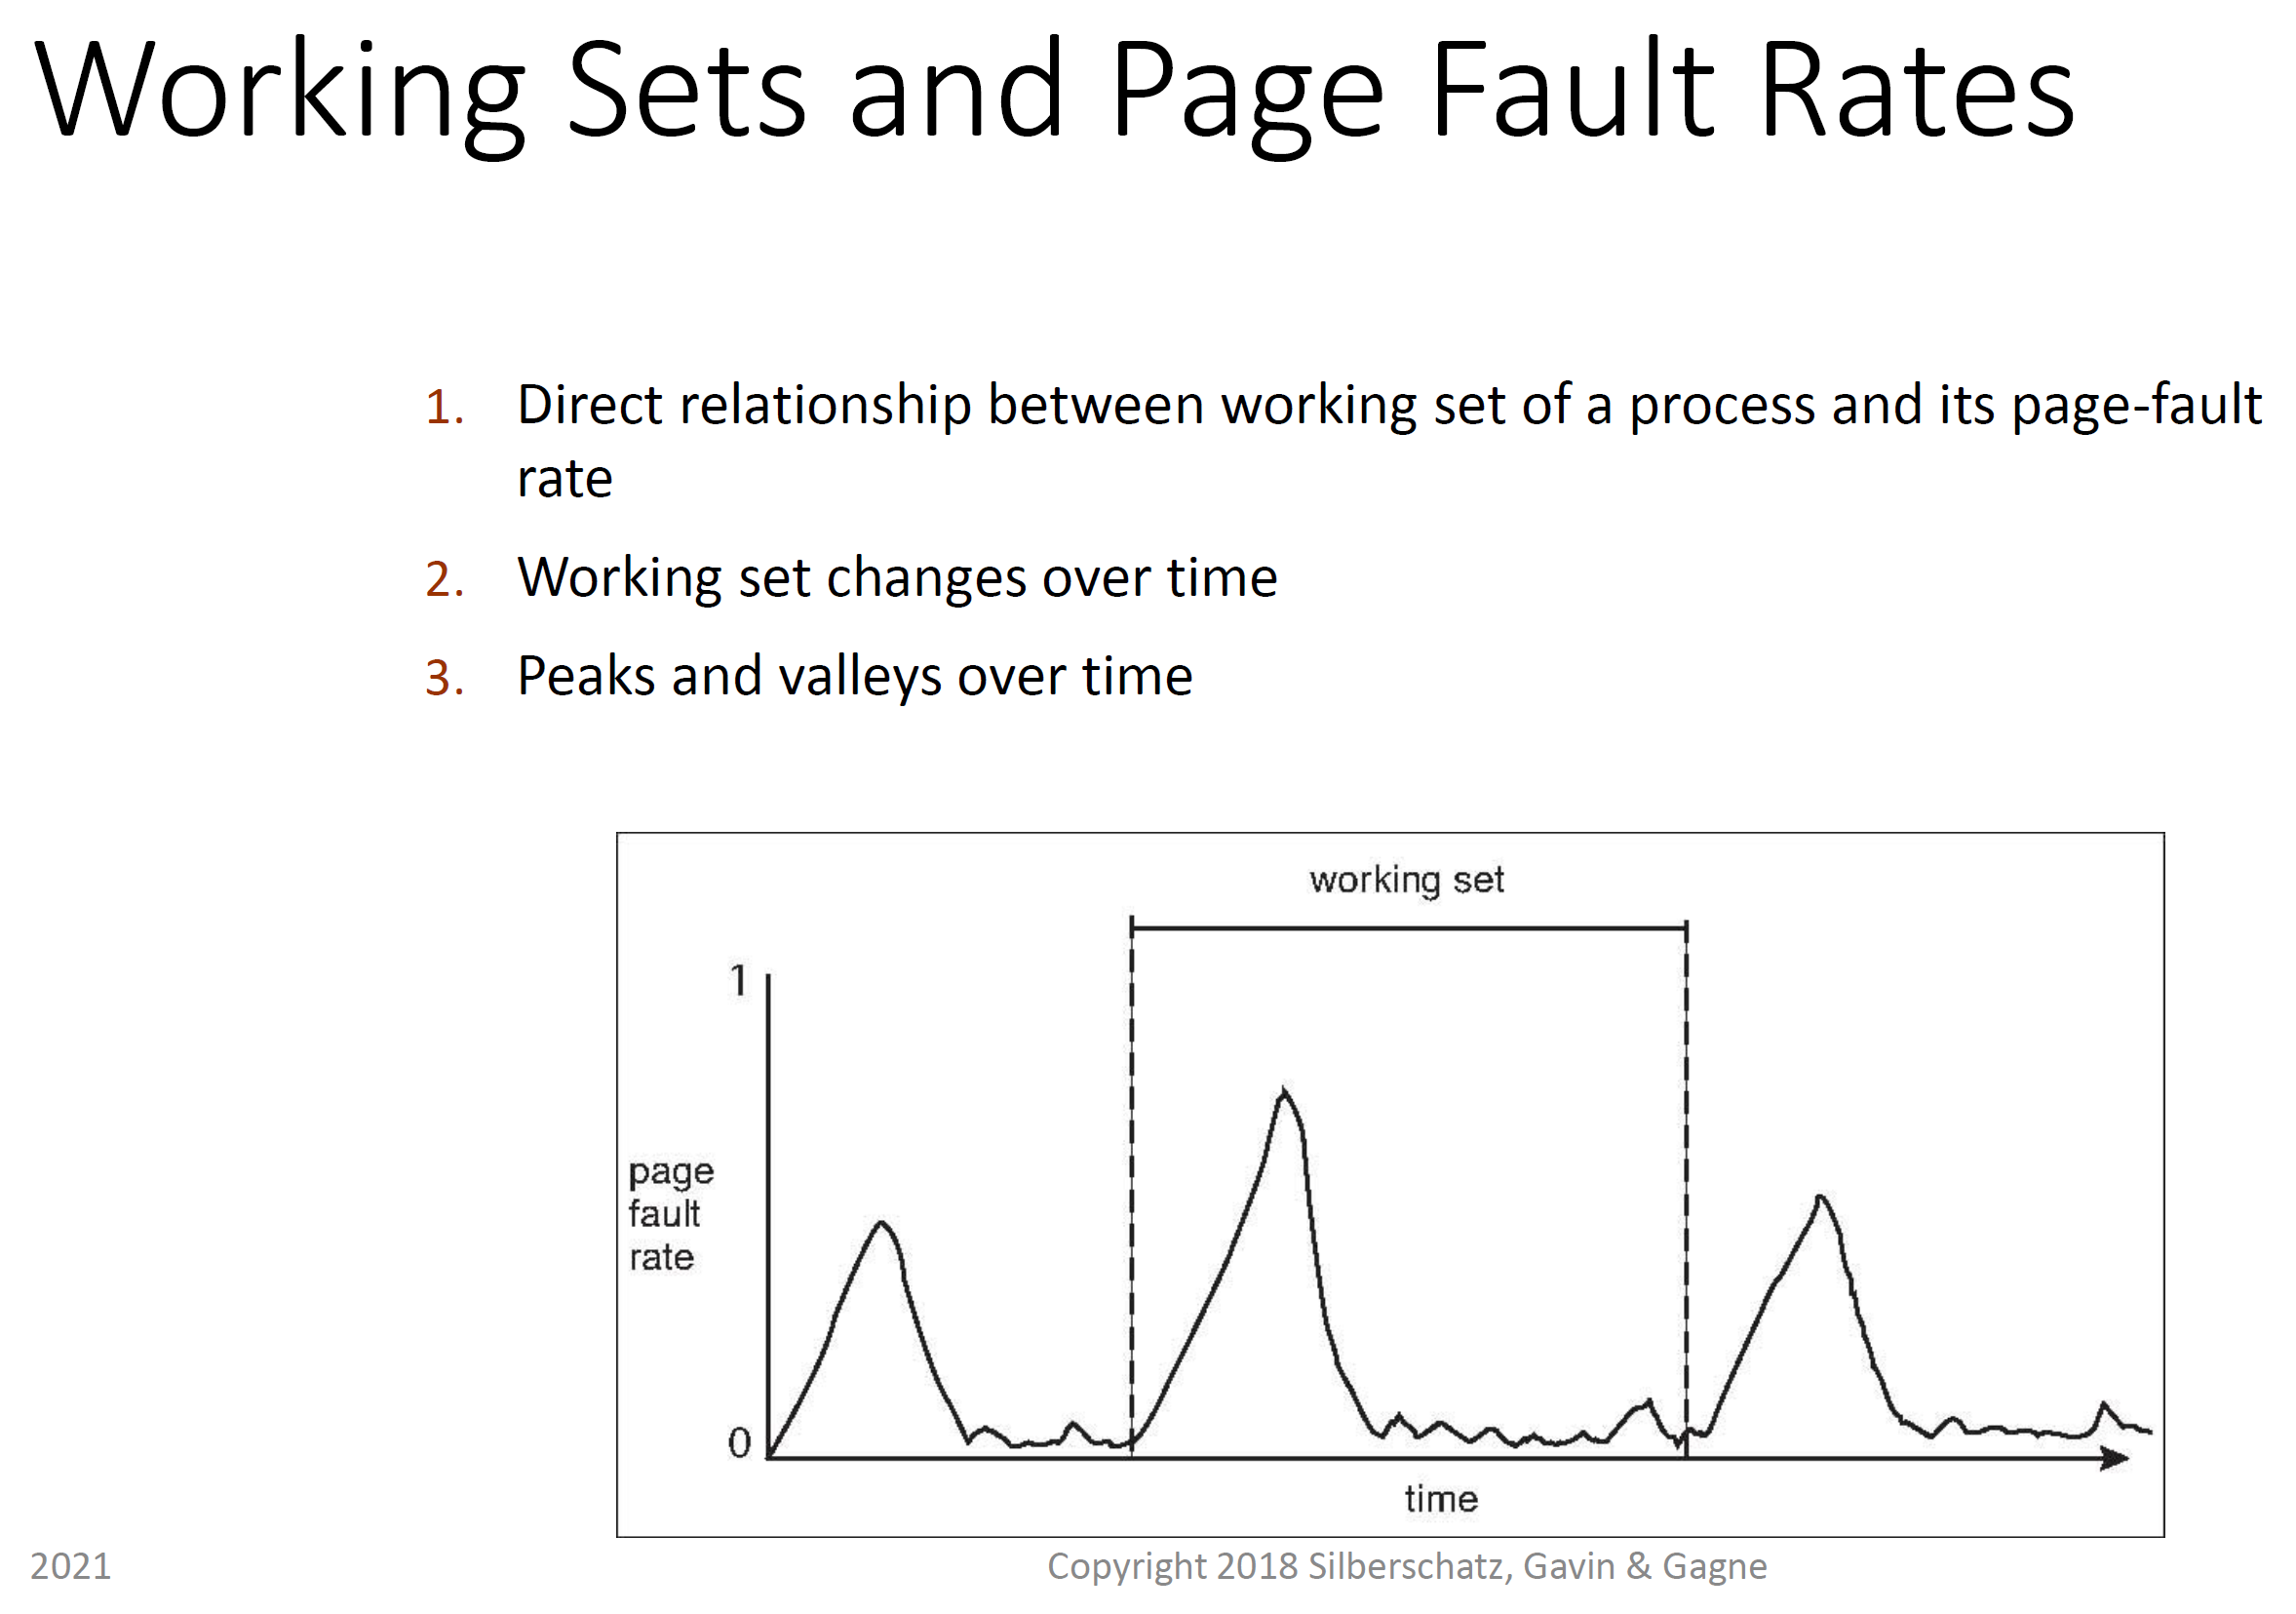 Working Sets and Page Fault Rates
1. Direct relationship between working set of a process and its page-fault
rate
2. Working set changes over time
3. Peaks and valleys over time
working set
1
page
fault
rate
0
time
2021
Copyright 2018 Silberschatz, Gavin & Gagne